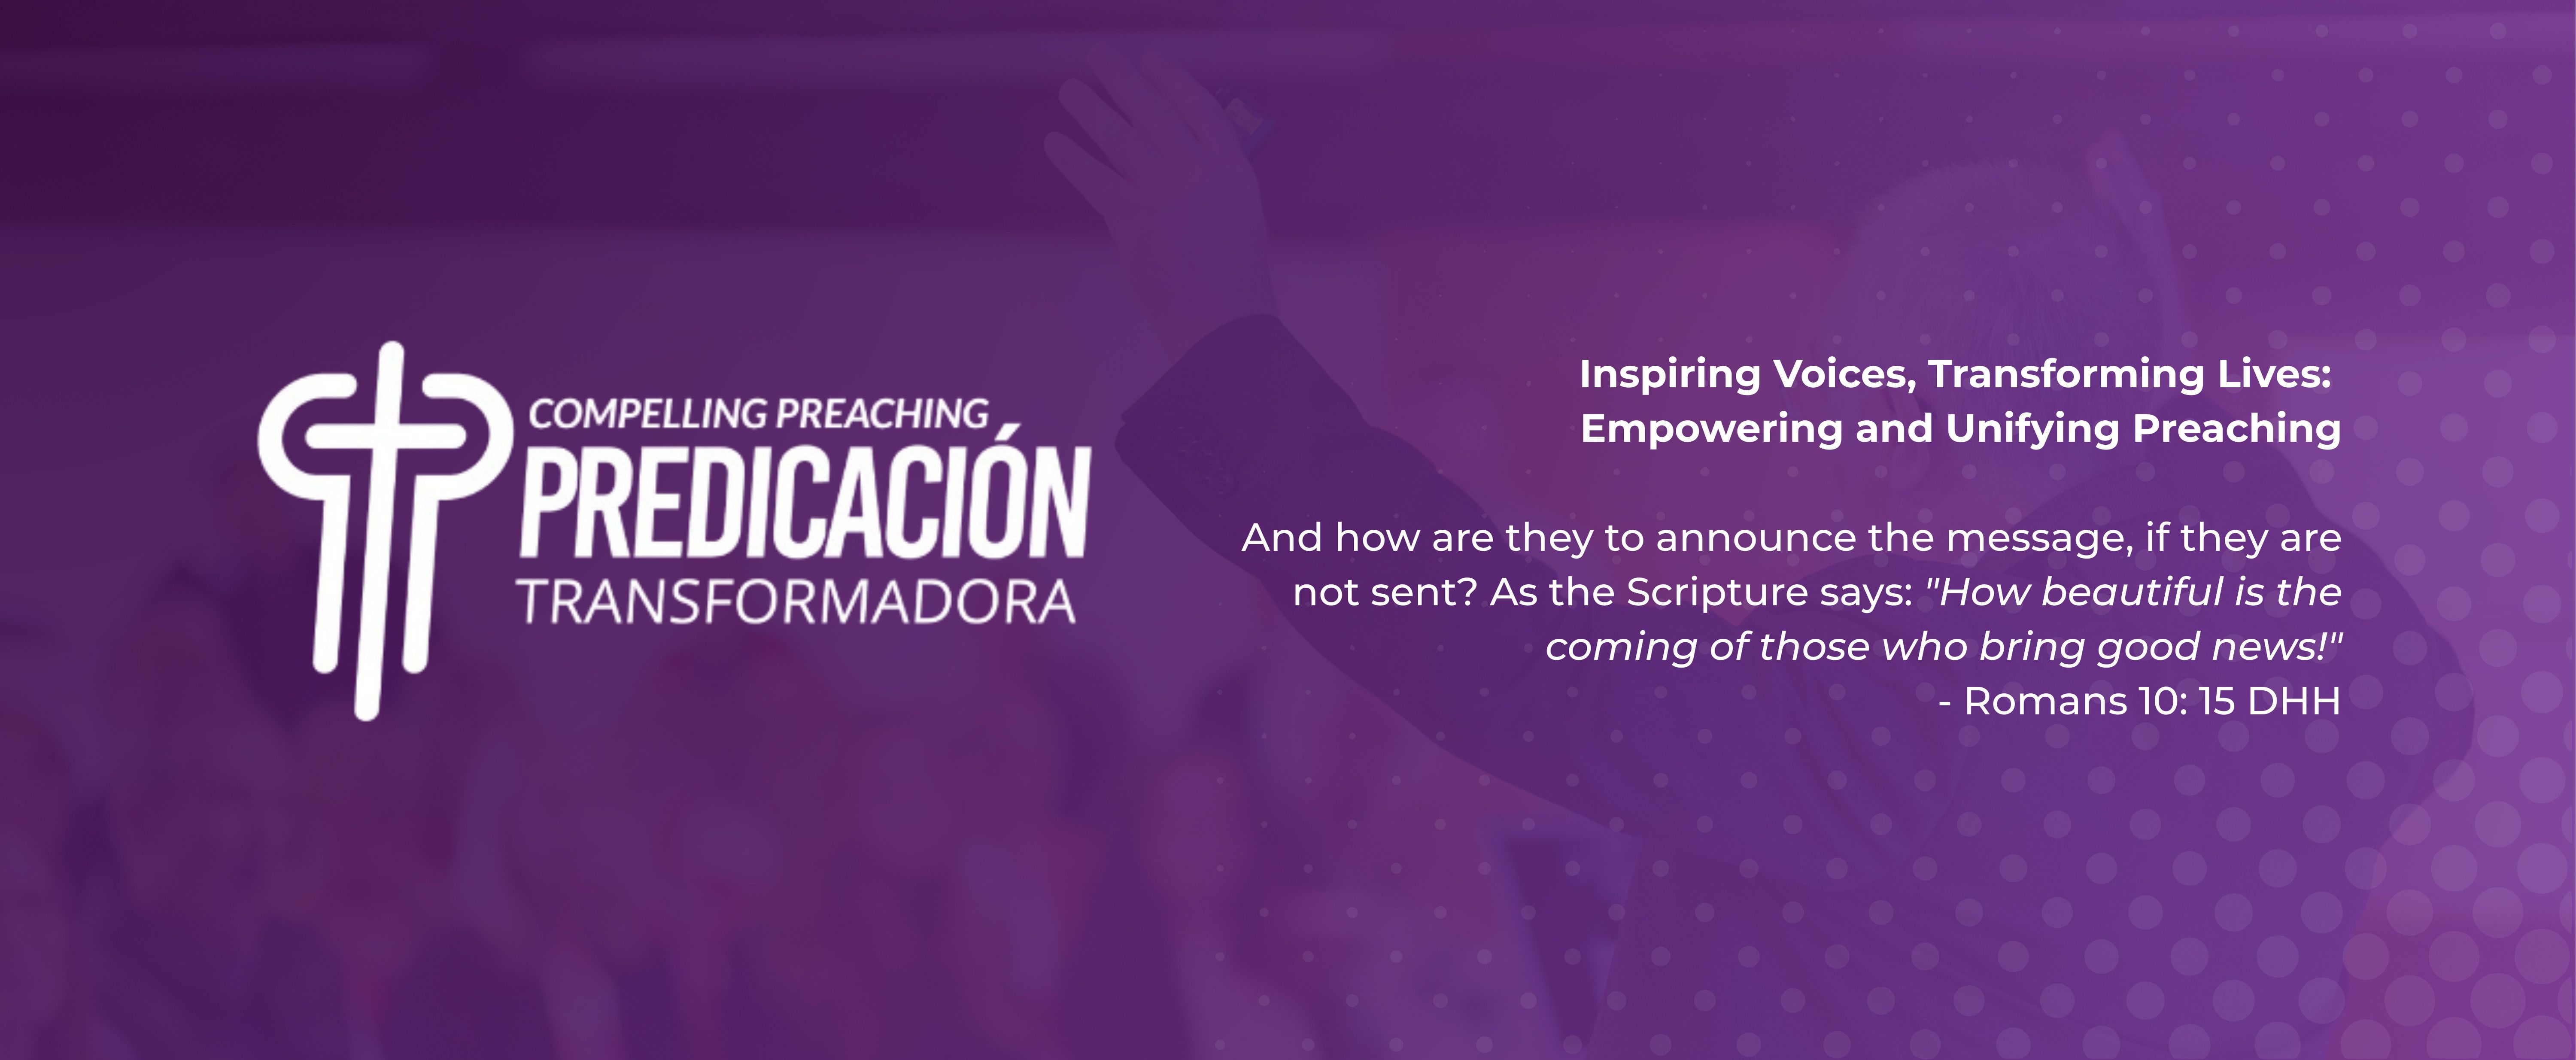 COMPELLING PREACHING
PREDICACIÓN
TRANSFORMADORA
Inspiring Voices, Transforming Lives:
Empowering and Unifying Preaching
And how are they to announce the message, if they are
not sent? As the Scripture says: "How beautiful is the
coming of those who bring good news!"
- Romans 10: 15 DHH